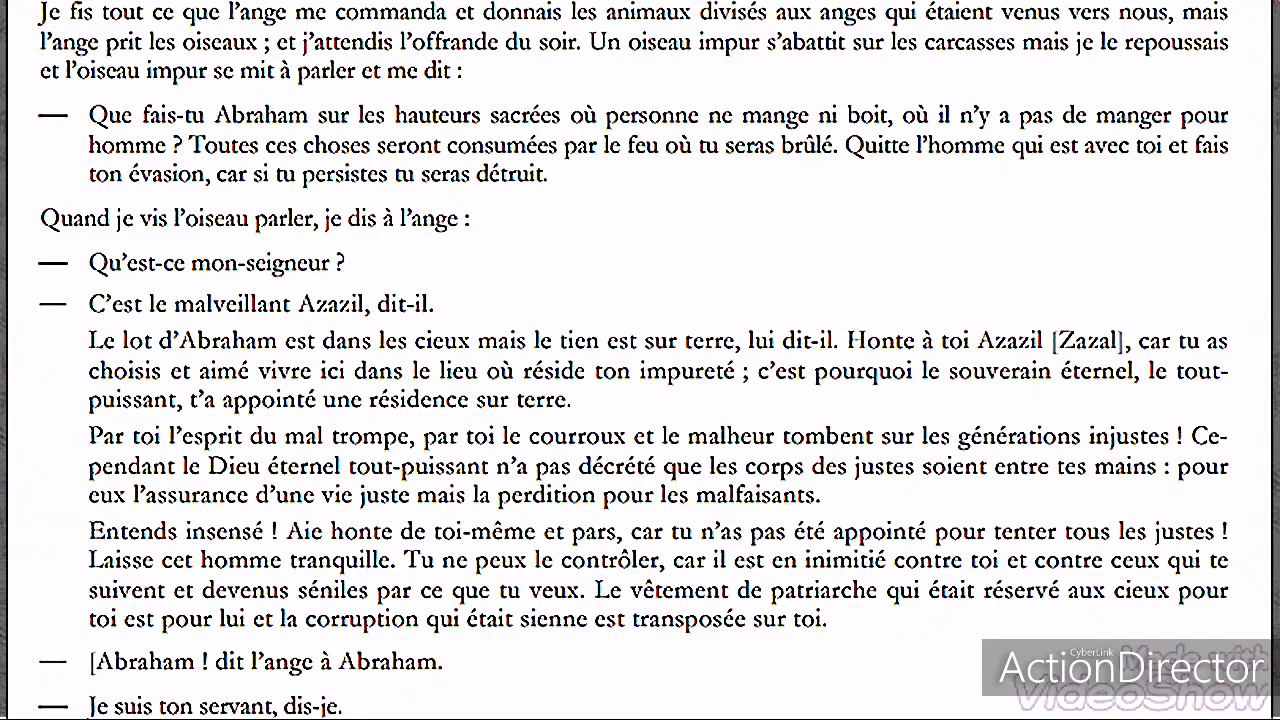 Je fis tout ce que l'ange me commanda et donnais les animaux divisés aux anges qui étaient venus vers nous, mais
l'ange prit les oiseaux ; et j'attendis l'offrande du soir. Un oiseau impur s'abattit sur les carcasses mais je le repoussais
et l'oiseau impur se mit à parler et me dit :
— Que fais-tu Abraham sur les hauteurs sacrées où personne ne mange ni boit, où il n'y a pas de manger pour
homme ? Toutes ces choses seront consumées par le feu où tu seras brûlé. Quitte l'homme qui est avec toi et fais
ton évasion, car si tu persistes tu seras détruit.
Quand je vis l'oiseau parler, je dis à l'ange :
— Qu'est-ce mon-seigneur ?
— C'est le malveillant Azazil, dit-il.
Le lot d'Abraham est dans les cieux mais le tien est sur terre, lui dit-il. Honte à toi Azazil [Zazal], car tu as
choisis et aimé vivre ici dans le lieu où réside ton impureté ; c'est pourquoi le souverain éternel, le tout-
puissant, t'a appointé une résidence sur terre.
Par toi l'esprit du mal trompe, par toi le courroux et le malheur tombent sur les générations injustes ! Ce-
pendant le Dieu éternel tout-puissant n'a pas décrété que les corps des justes soient entre tes mains : pour
eux l'assurance d'une vie juste mais la perdition pour les malfaisants.
Entends insensé ! Aie honte de toi-même et pars, car tu n'as pas été appointé pour tenter tous les justes !
Laisse cet homme tranquille. Tu ne peux le contrôler, car il est en inimitié contre toi et contre ceux qui te
suivent et devenus séniles par ce que tu veux. Le vêtement de patriarche qui était réservé aux cieux pour
toi est pour lui et la corruption qui était sienne est transposée sur toi.
— [Abraham ! dit l'ange à Abraham.
— Je suis ton servant, dis-je.
Made with
CyberLink
ActionDirector
VideoShow